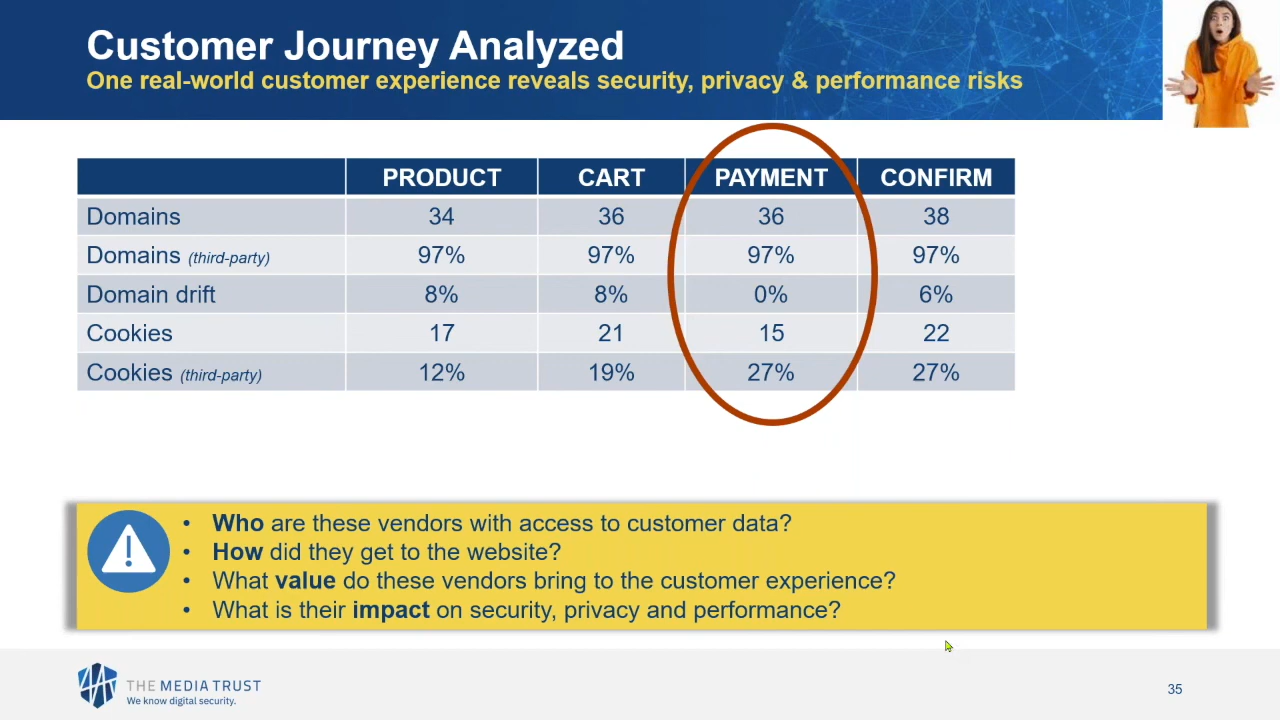 Customer Journey Analyzed
One real-world customer experience reveals security, privacy & performance risks
PRODUCT CART PAYMENT CONFIRM
Domains 34 36 36 38
Domains (third-party) 97% 97% 97% 97%
Domain drift 8% 8% 0% 6%
Cookies 17 21 15 22
Cookies (third-party) 12% 19% 27% 27%
• Who are these vendors with access to customer data?
• How did they get to the website?
• What value do these vendors bring to the customer experience?
• What is their impact on security, privacy and performance?
THE MEDIA TRUST
We know digital security.
35